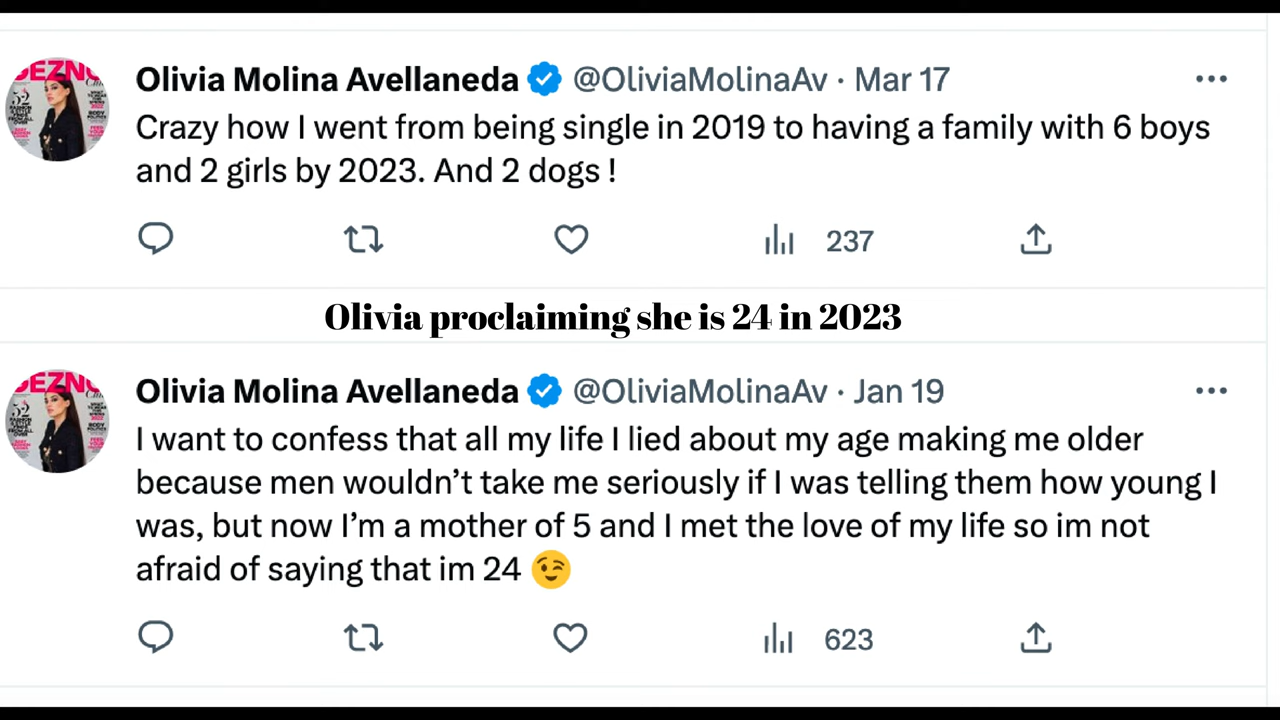 Olivia Molina Avellaneda @OliviaMolinaAv · Mar 17
Crazy how I went from being single in 2019 to having a family with 6 boys
and 2 girls by 2023. And 2 dogs !
237
Olivia proclaiming she is 24 in 2023
Olivia Molina Avellaneda @OliviaMolinaAv · Jan 19
I want to confess that all my life I lied about my age making me older
because men wouldn’t take me seriously if I was telling them how young I
was, but now I’m a mother of 5 and I met the love of my life so im not
afraid of saying that im 24 😉
623